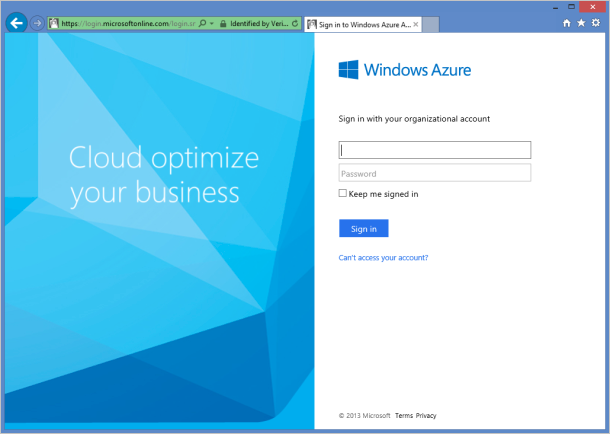 https://login.microsoftonline.com/login.sr
Identified by Veri...
Sign in to Windows Azure A...
Windows Azure
Sign in with your organizational account
Cloud optimize
your business
Password
Keep me signed in
Sign in
Can't access your account?
© 2013 Microsoft Terms Privacy